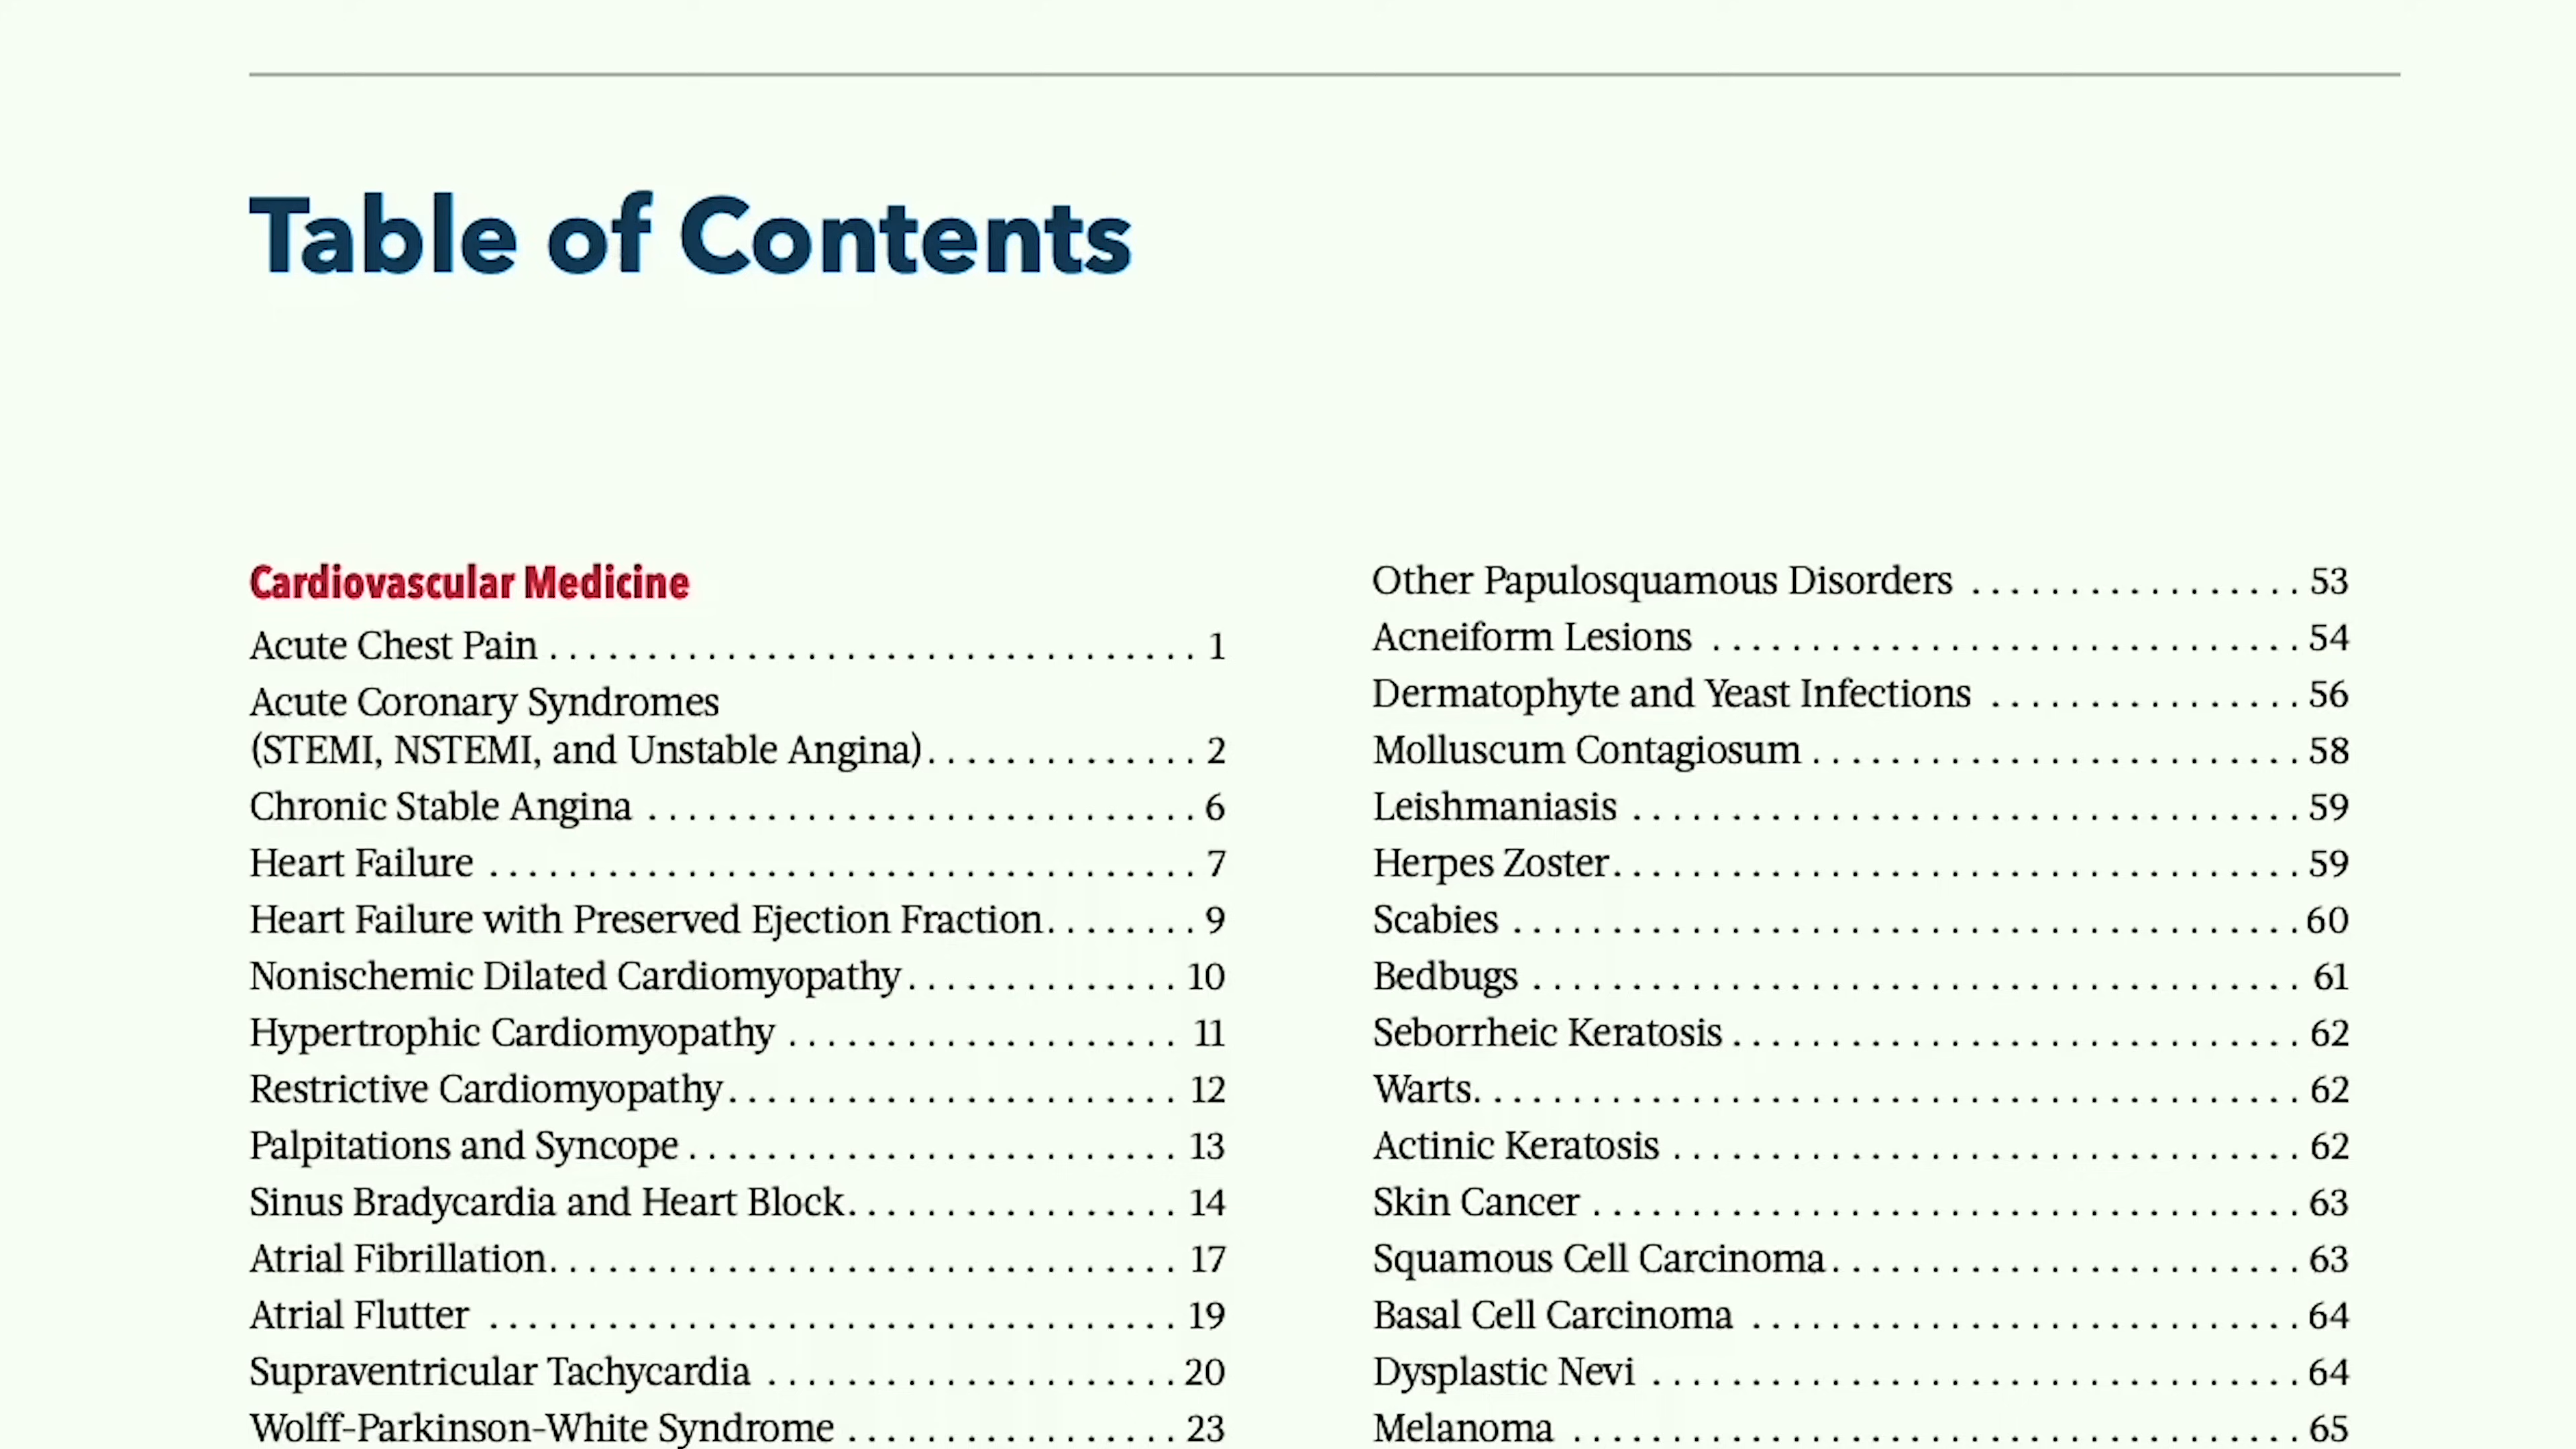 Table of Contents
Cardiovascular Medicine
Acute Chest Pain . . . . . . . . . . . . . . . . . . . . . . . . . . . . . . . . . 1
Acute Coronary Syndromes
(STEMI, NSTEMI, and Unstable Angina). . . . . . . . . . . . . . 2
Chronic Stable Angina . . . . . . . . . . . . . . . . . . . . . . . . . . . . 6
Heart Failure . . . . . . . . . . . . . . . . . . . . . . . . . . . . . . . . . . . . 7
Heart Failure with Preserved Ejection Fraction. . . . . . . . 9
Nonischemic Dilated Cardiomyopathy. . . . . . . . . . . . . . 10
Hypertrophic Cardiomyopathy . . . . . . . . . . . . . . . . . . . . 11
Restrictive Cardiomyopathy. . . . . . . . . . . . . . . . . . . . . . . 12
Palpitations and Syncope . . . . . . . . . . . . . . . . . . . . . . . . . 13
Sinus Bradycardia and Heart Block. . . . . . . . . . . . . . . . . 14
Atrial Fibrillation. . . . . . . . . . . . . . . . . . . . . . . . . . . . . . . . 17
Atrial Flutter . . . . . . . . . . . . . . . . . . . . . . . . . . . . . . . . . . . 19
Supraventricular Tachycardia . . . . . . . . . . . . . . . . . . . . . 20
Wolff-Parkinson-White Syndrome . . . . . . . . . . . . . . . . . 23
Other Papulosquamous Disorders . . . . . . . . . . . . . . . . . 53
Acneiform Lesions . . . . . . . . . . . . . . . . . . . . . . . . . . . . . . 54
Dermatophyte and Yeast Infections . . . . . . . . . . . . . . . . 56
Molluscum Contagiosum . . . . . . . . . . . . . . . . . . . . . . . . . 58
Leishmaniasis . . . . . . . . . . . . . . . . . . . . . . . . . . . . . . . . . . 59
Herpes Zoster. . . . . . . . . . . . . . . . . . . . . . . . . . . . . . . . . . . 59
Scabies . . . . . . . . . . . . . . . . . . . . . . . . . . . . . . . . . . . . . . . . 60
Bedbugs . . . . . . . . . . . . . . . . . . . . . . . . . . . . . . . . . . . . . . . 61
Seborrheic Keratosis . . . . . . . . . . . . . . . . . . . . . . . . . . . . . 62
Warts. . . . . . . . . . . . . . . . . . . . . . . . . . . . . . . . . . . . . . . . . . 62
Actinic Keratosis . . . . . . . . . . . . . . . . . . . . . . . . . . . . . . . . 62
Skin Cancer . . . . . . . . . . . . . . . . . . . . . . . . . . . . . . . . . . . . 63
Squamous Cell Carcinoma. . . . . . . . . . . . . . . . . . . . . . . . 63
Basal Cell Carcinoma . . . . . . . . . . . . . . . . . . . . . . . . . . . . 64
Dysplastic Nevi . . . . . . . . . . . . . . . . . . . . . . . . . . . . . . . . . 64
Melanoma . . . . . . . . . . . . . . . . . . . . . . . . . . . . . . . . . . . . . 65